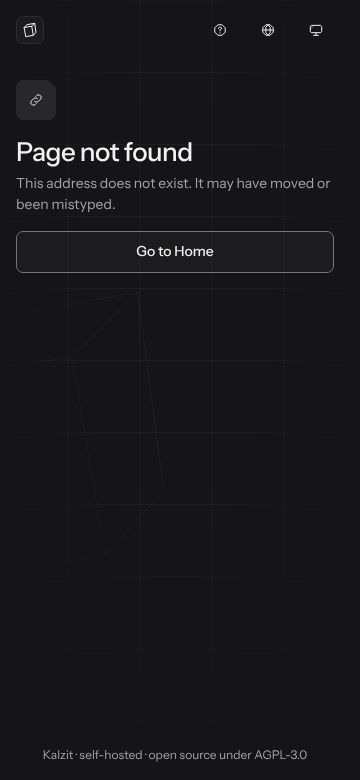 Page not found
This address does not exist. It may have moved or
been mistyped.
Go to Home
Kalzit · self-hosted · open source under AGPL-3.0